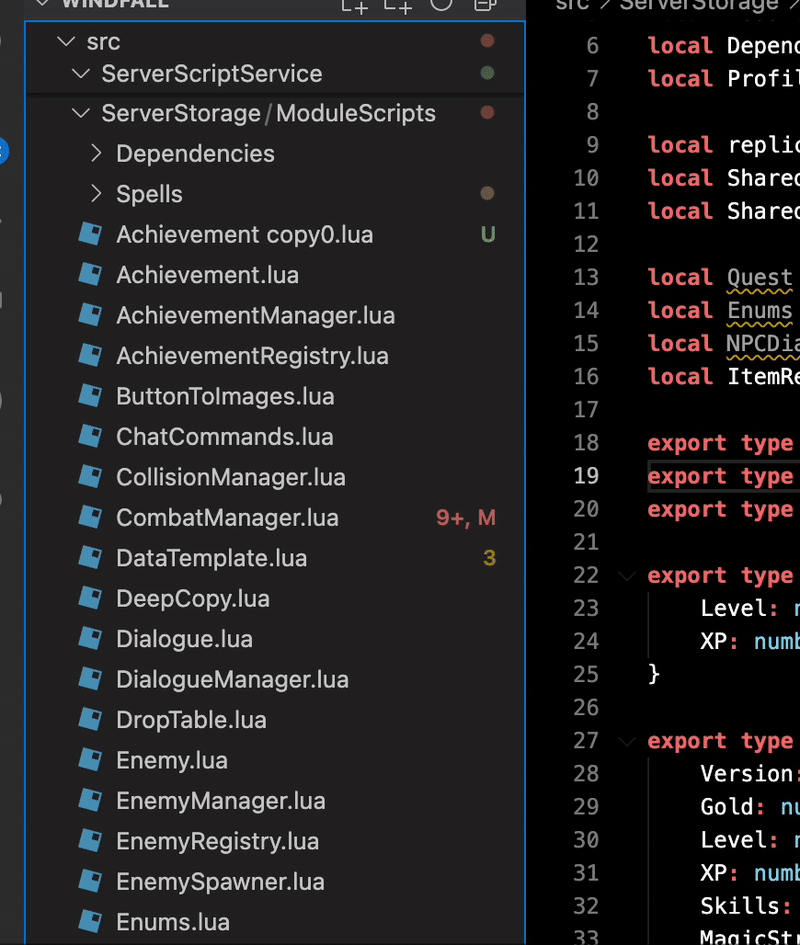 WINDFALL
src
ServerScriptService
ServerStorage/ModuleScripts
Dependencies
Spells
Achievement copy0.lua U
Achievement.lua
AchievementManager.lua
AchievementRegistry.lua
ButtonToImages.lua
ChatCommands.lua
CollisionManager.lua
CombatManager.lua 9+, M
DataTemplate.lua 3
DeepCopy.lua
Dialogue.lua
DialogueManager.lua
DropTable.lua
Enemy.lua
EnemyManager.lua
EnemyRegistry.lua
EnemySpawner.lua
Enums.lua
src > ServerStorage >
6 local Depend
7 local Profil
8
9 local replic
10 local Shared
11 local Shared
12
13 local Quest
14 local Enums
15 local NPCDia
16 local ItemRe
17
18 export type
19 export type
20 export type
21
22 export type
23 Level: n
24 XP: numb
25 }
26
27 export type
28 Version:
29 Gold: nu
30 Level: n
31 XP: numb
32 Skills:
33 MagicStr